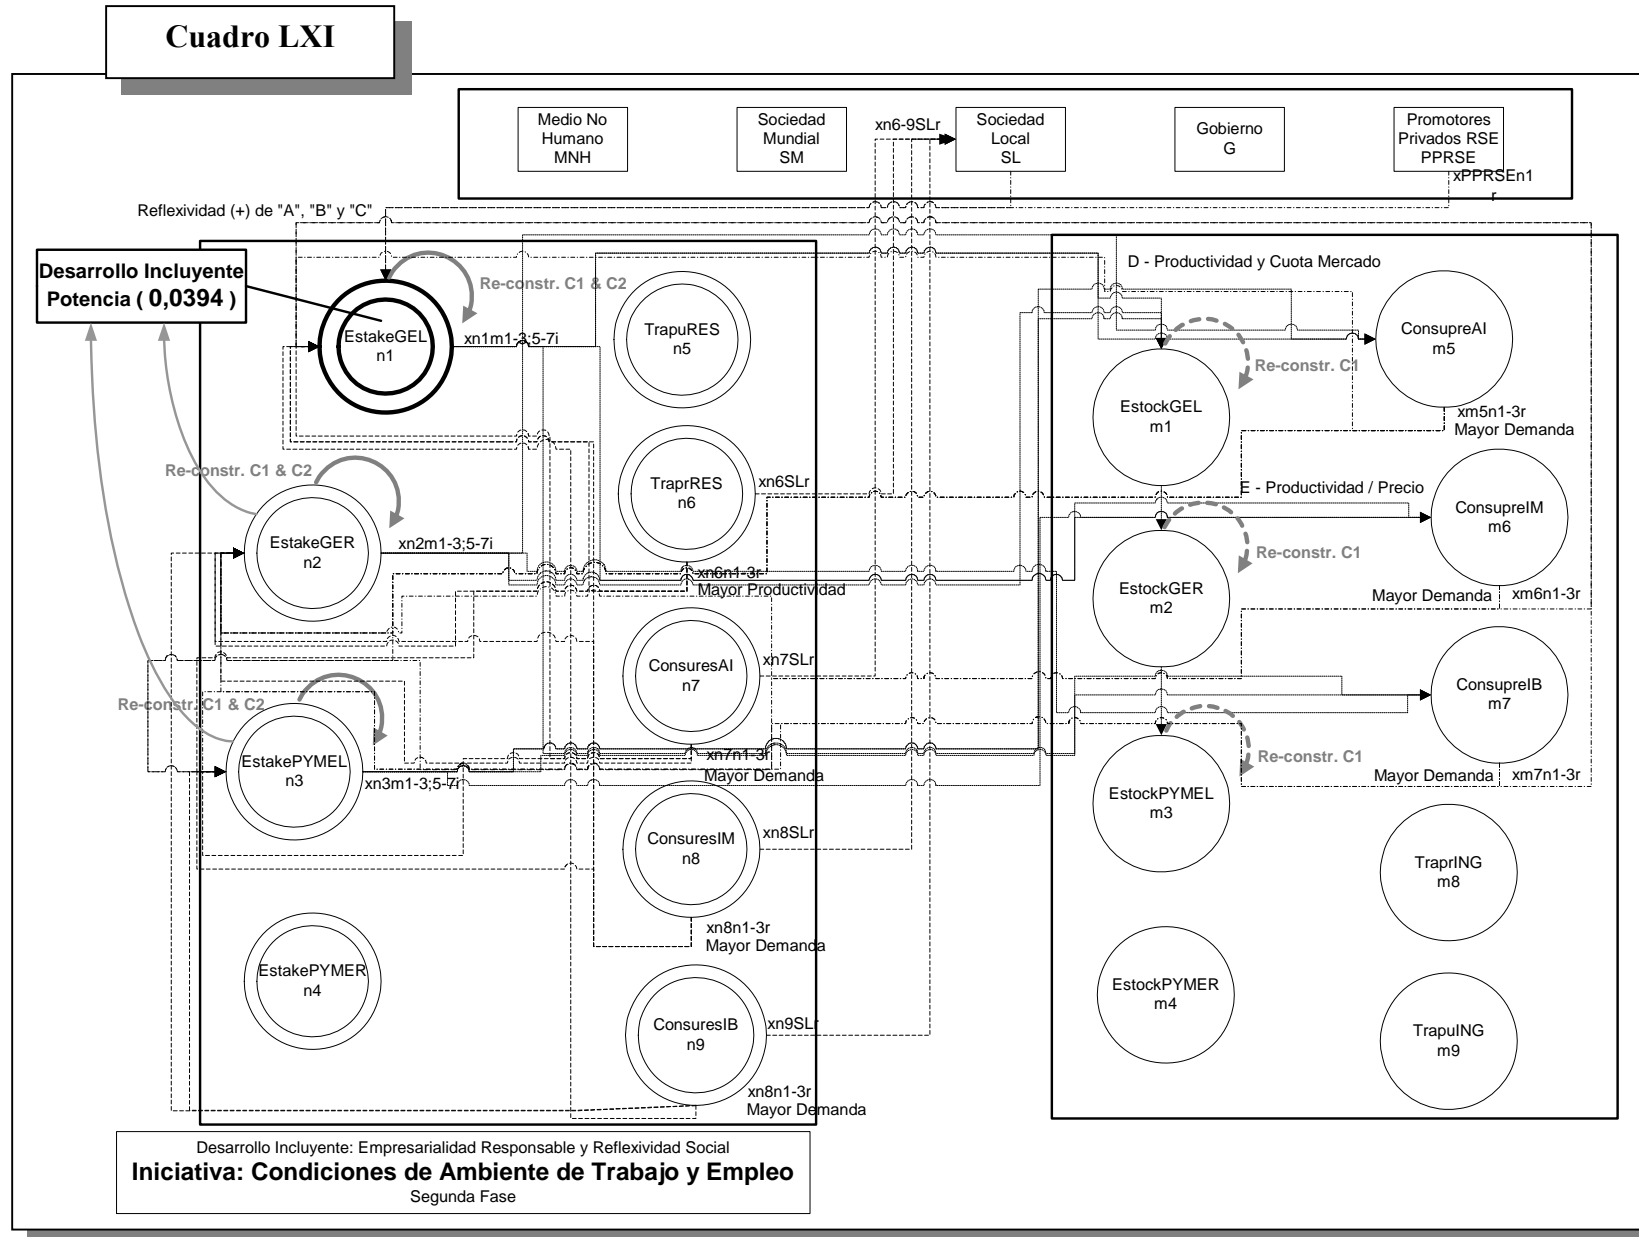 Cuadro LXI
Medio No
Humano
MNH
Sociedad
Mundial
SM
xn6-9SLr
Sociedad
Local
SL
Gobierno
G
Promotores
Privados RSE
PPRSE
xPPRSEn1
r
Reflexividad (+) de "A", "B" y "C"
Desarrollo Incluyente
Potencia ( 0,0394 )
Re-constr. C1 & C2
EstakeGEL
n1
xn1m1-3;5-7i
TrapuRES
n5
D - Productividad y Cuota Mercado
ConsupreAI
m5
Re-constr. C1
EstockGEL
m1
xm5n1-3r
Mayor Demanda
Re-constr. C1 & C2
TraprRES
n6
xn6SLr
E - Productividad / Precio
ConsupreIM
m6
EstakeGER
n2
xn2m1-3;5-7i
xn6n1-3r
Mayor Productividad
Re-constr. C1
EstockGER
m2
Mayor Demanda
xm6n1-3r
ConsuresAI
n7
xn7SLr
ConsupreIB
m7
Re-constr. C1 & C2
EstakePYMEL
n3
xn3m1-3;5-7i
xn7n1-3r
Mayor Demanda
Re-constr. C1
EstockPYMEL
m3
Mayor Demanda
xm7n1-3r
ConsuresIM
n8
xn8SLr
TraprING
m8
xn8n1-3r
Mayor Demanda
EstakePYMER
n4
EstockPYMER
m4
ConsuresIB
n9
xn9SLr
TrapuING
m9
xn8n1-3r
Mayor Demanda
Desarrollo Incluyente: Empresarialidad Responsable y Reflexividad Social
Iniciativa: Condiciones de Ambiente de Trabajo y Empleo
Segunda Fase